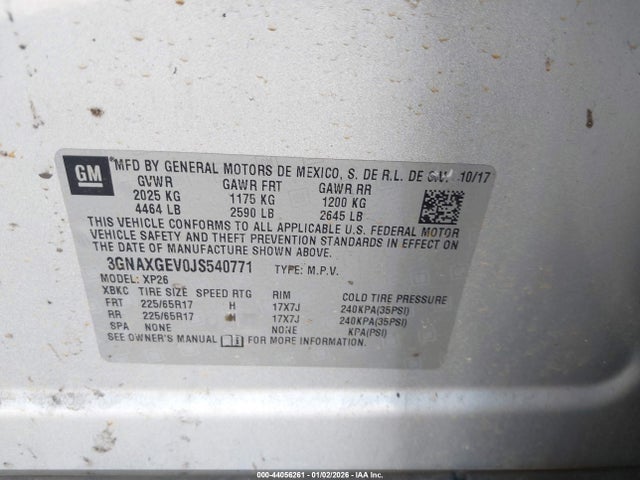 GM
*MFD BY GENERAL MOTORS DE MEXICO, S. DE R.L. DE C.V. 10/17
GVWR GAWR FRT GAWR RR
2025 KG 1175 KG 1200 KG
4464 LB 2590 LB 2645 LB
THIS VEHICLE CONFORMS TO ALL APPLICABLE U.S. FEDERAL MOTOR
VEHICLE SAFETY AND THEFT PREVENTION STANDARDS IN EFFECT ON
THE DATE OF MANUFACTURE SHOWN ABOVE.
3GNAXGEV0JS540771 TYPE: M.P.V.
MODEL: XP26
XBKC TIRE SIZE SPEED RTG RIM COLD TIRE PRESSURE
FRT 225/65R17 H 17X7J 240KPA(35PSI)
RR 225/65R17 H 17X7J 240KPA(35PSI)
SPA NONE NONE KPA(PSI)
SEE OWNER'S MANUAL FOR MORE INFORMATION.
000-44056261 - 01/02/2026 - IAA Inc.